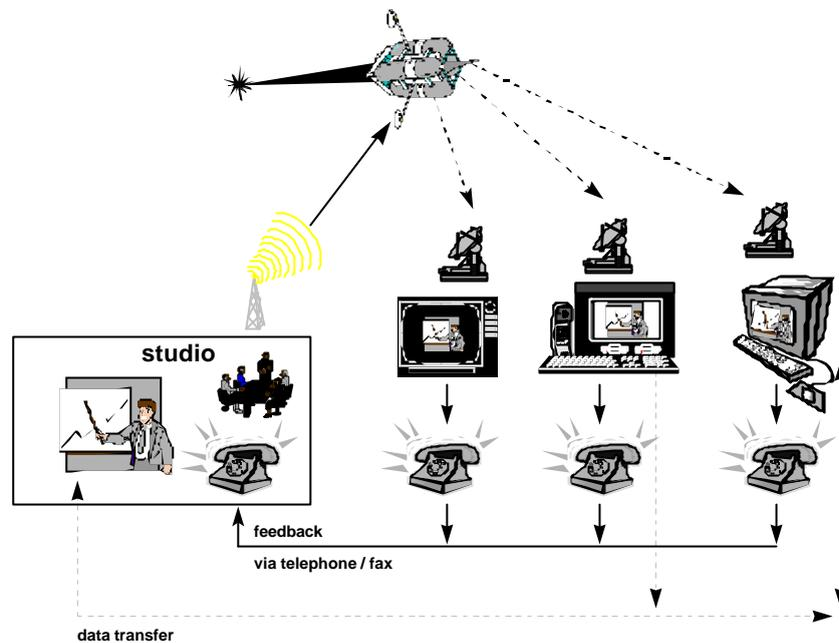 studio
feedback
via telephone / fax
data transfer